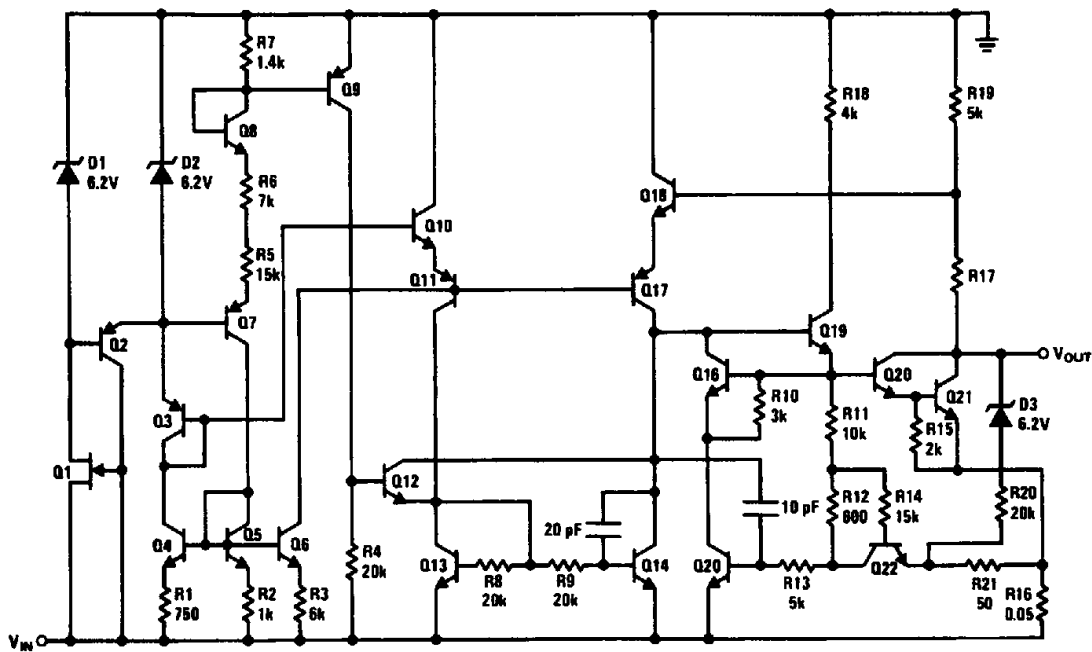 R7
1.4k
Q9
R18
4k
R19
5k
Q8
D1
6.2V
D2
6.2V
R6
7k
Q18
Q10
R5
15k
Q11
Q17
R17
Q7
Q2
Q19
VOUT
Q16
Q20
R10
3k
Q21
Q3
R11
10k
R15
2k
D3
6.2V
Q1
Q12
10 pF
R12
600
R14
15k
R20
20k
20 pF
Q4
Q5
Q6
R4
20k
Q13
R8
20k
R9
20k
Q14
Q20
R13
5k
Q22
R21
50
R16
0.05
R1
750
R2
1k
R3
6k
VIN